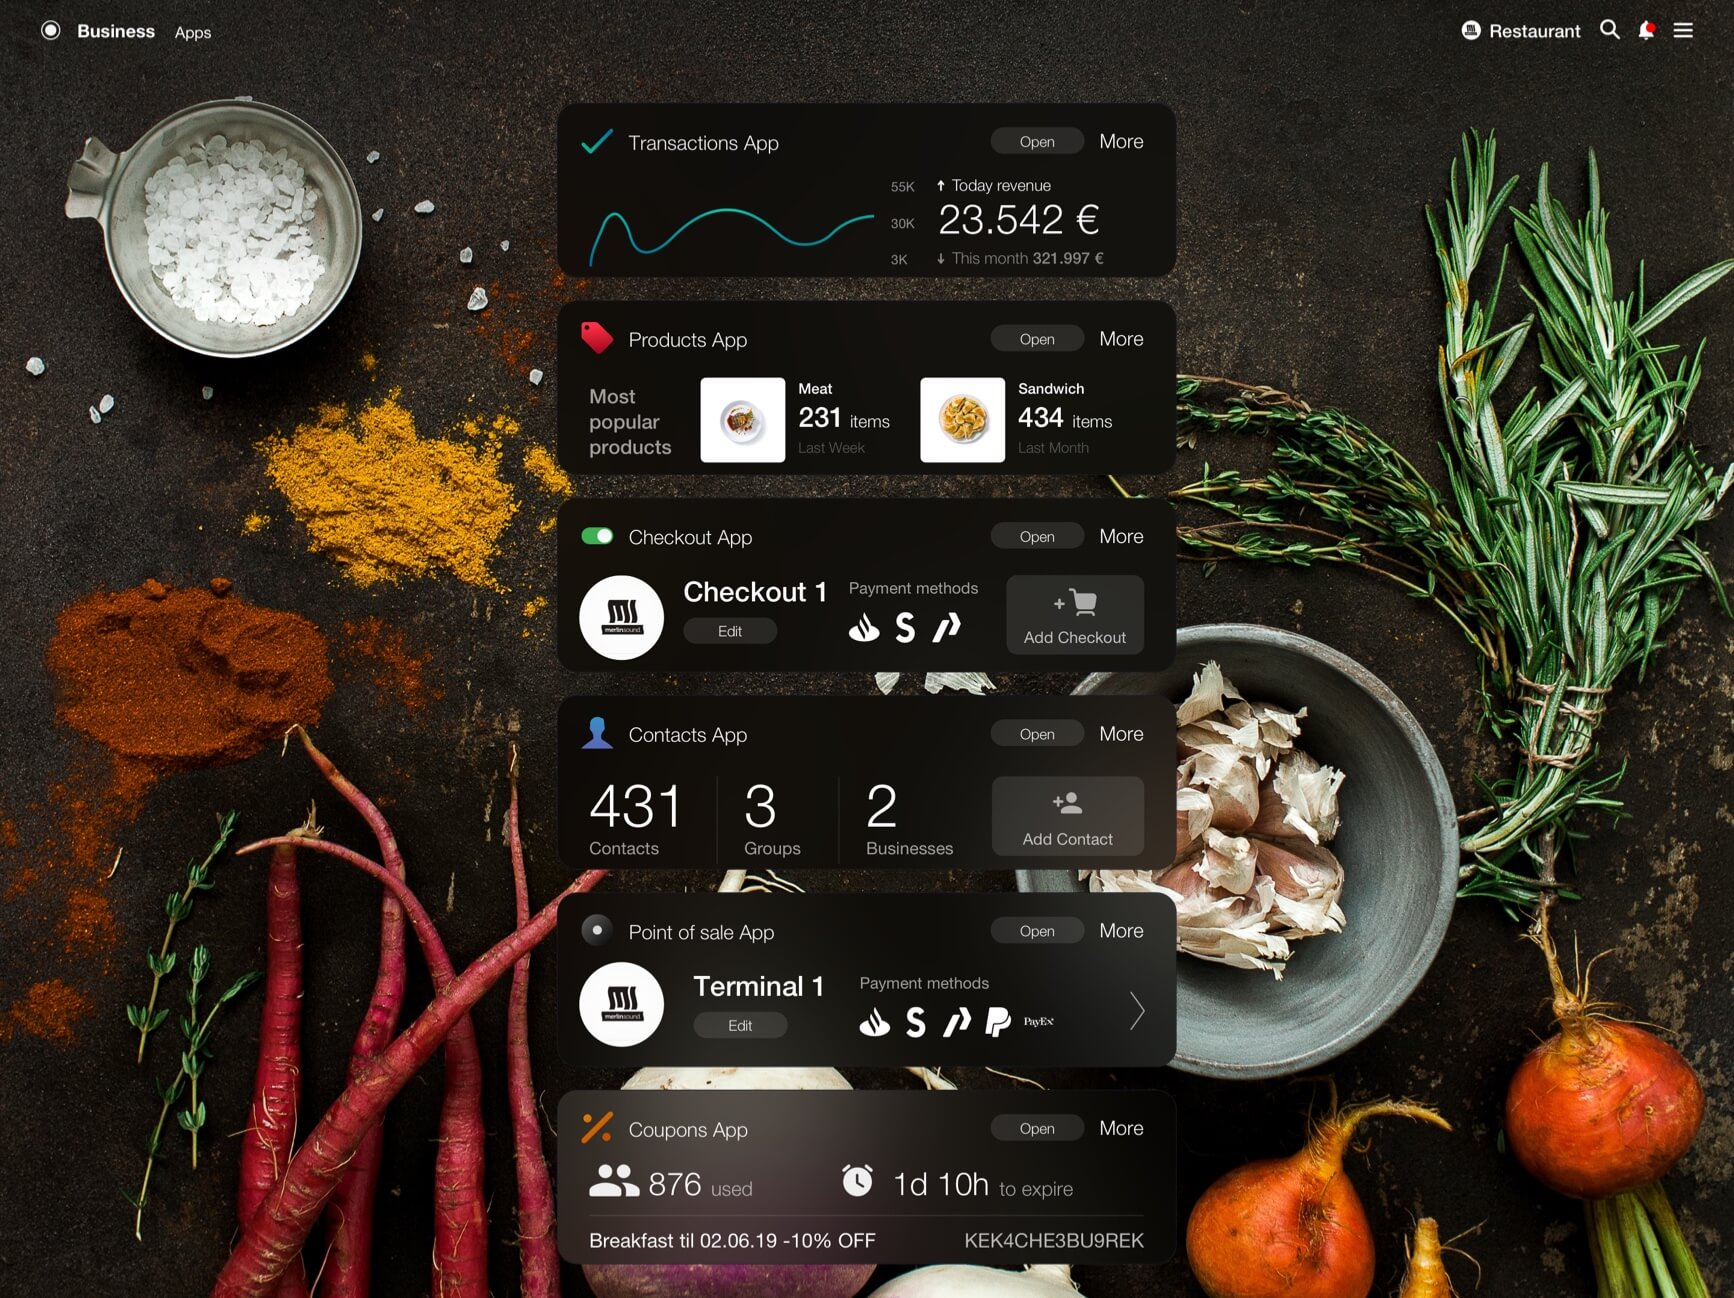 Business Apps
Restaurant
Transactions App
Open More
55K
30K
3K
Today revenue
23.542 €
This month 321.997 €
Products App
Open More
Most
popular
products
Meat
231 items
Last Week
Sandwich
434 items
Last Month
Checkout App
Open More
merlinsound
Checkout 1
Edit
Payment methods
Add Checkout
Contacts App
Open More
431
Contacts
3
Groups
2
Businesses
Add Contact
Point of sale App
Open More
merlinsound
Terminal 1
Edit
Payment methods
PayEx
Coupons App
Open More
876 used
1d 10h to expire
Breakfast til 02.06.19 -10% OFF
KEK4CHE3BU9REK